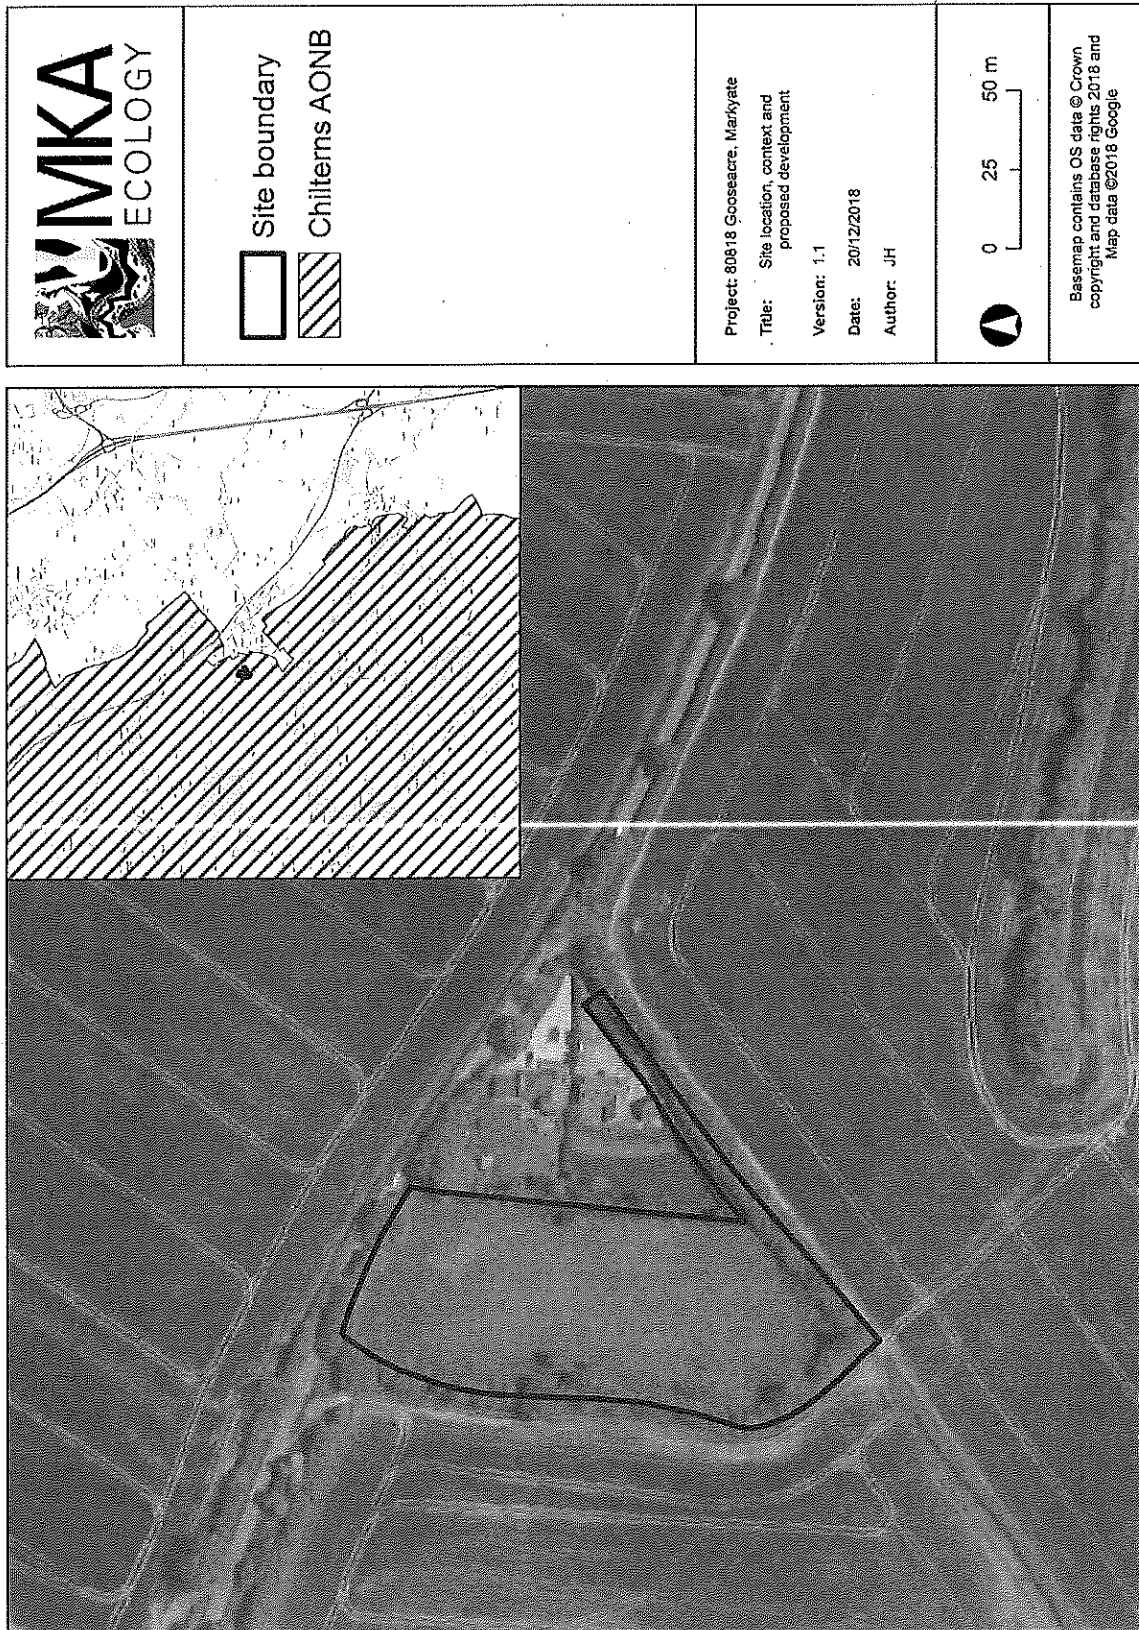 MKA
ECOLOGY
Site boundary
Chilterns AONB
Project: 80818 Gooseacre, Markyate
Title: Site location, context and
proposed development
Version: 1.1
Date: 20/12/2018
Author: JH
0 25 50 m
Basemap contains OS data © Crown
copyright and database rights 2018 and
Map data ©2018 Google